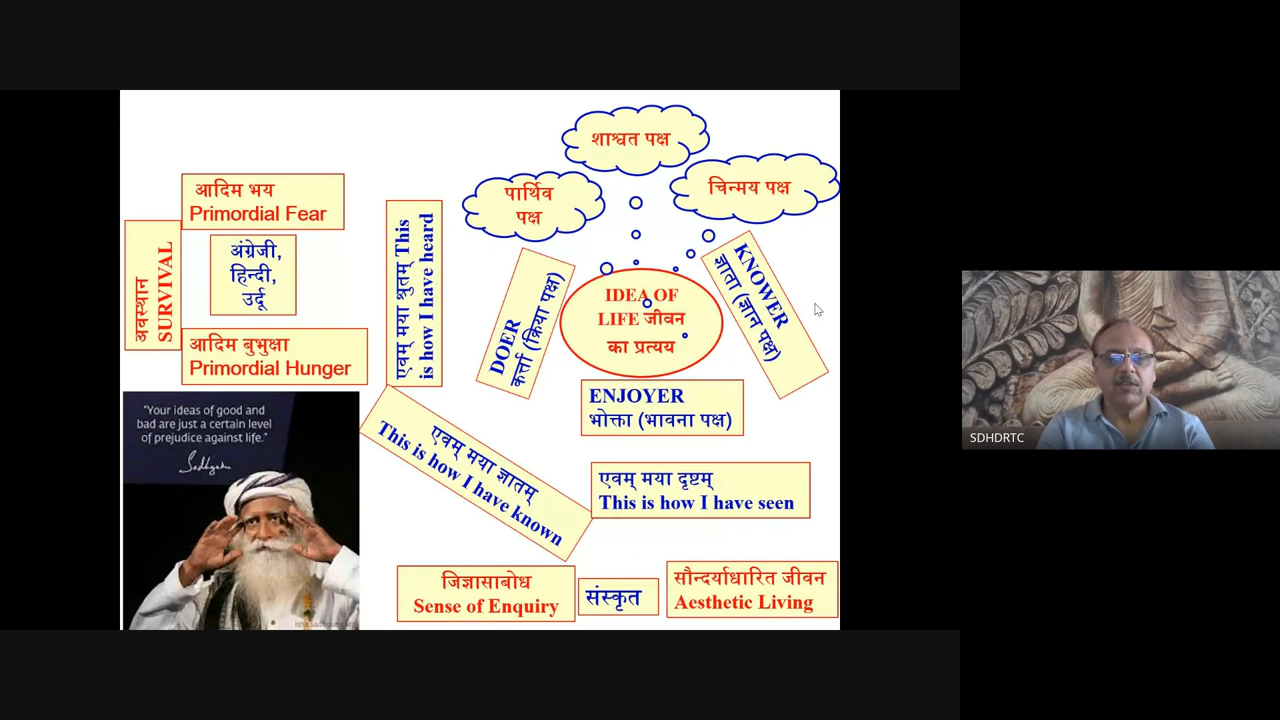 शाश्वत पक्ष
पार्थिव
पक्ष
चिन्मय पक्ष
आदिम भय
Primordial Fear
अवस्थान
SURVIVAL
अंग्रेजी,
हिन्दी,
उर्दू
आदिम बुभुक्षा
Primordial Hunger
एवम् मया श्रुतम् This
is how I have heard
DOER
कर्त्ता (क्रिया पक्ष)
IDEA OF
LIFE जीवन
का प्रत्यय
KNOWER
ज्ञाता (ज्ञान पक्ष)
ENJOYER
भोक्ता (भावना पक्ष)
"Your ideas of good and
bad are just a certain level
of prejudice against life."
Sadhguru
एवम् मया ज्ञातम्
This is how I have known
एवम् मया दृष्टम्
This is how I have seen
जिज्ञासाबोध
Sense of Enquiry
संस्कृत
सौन्दर्याधारित जीवन
Aesthetic Living
SDHDRTC